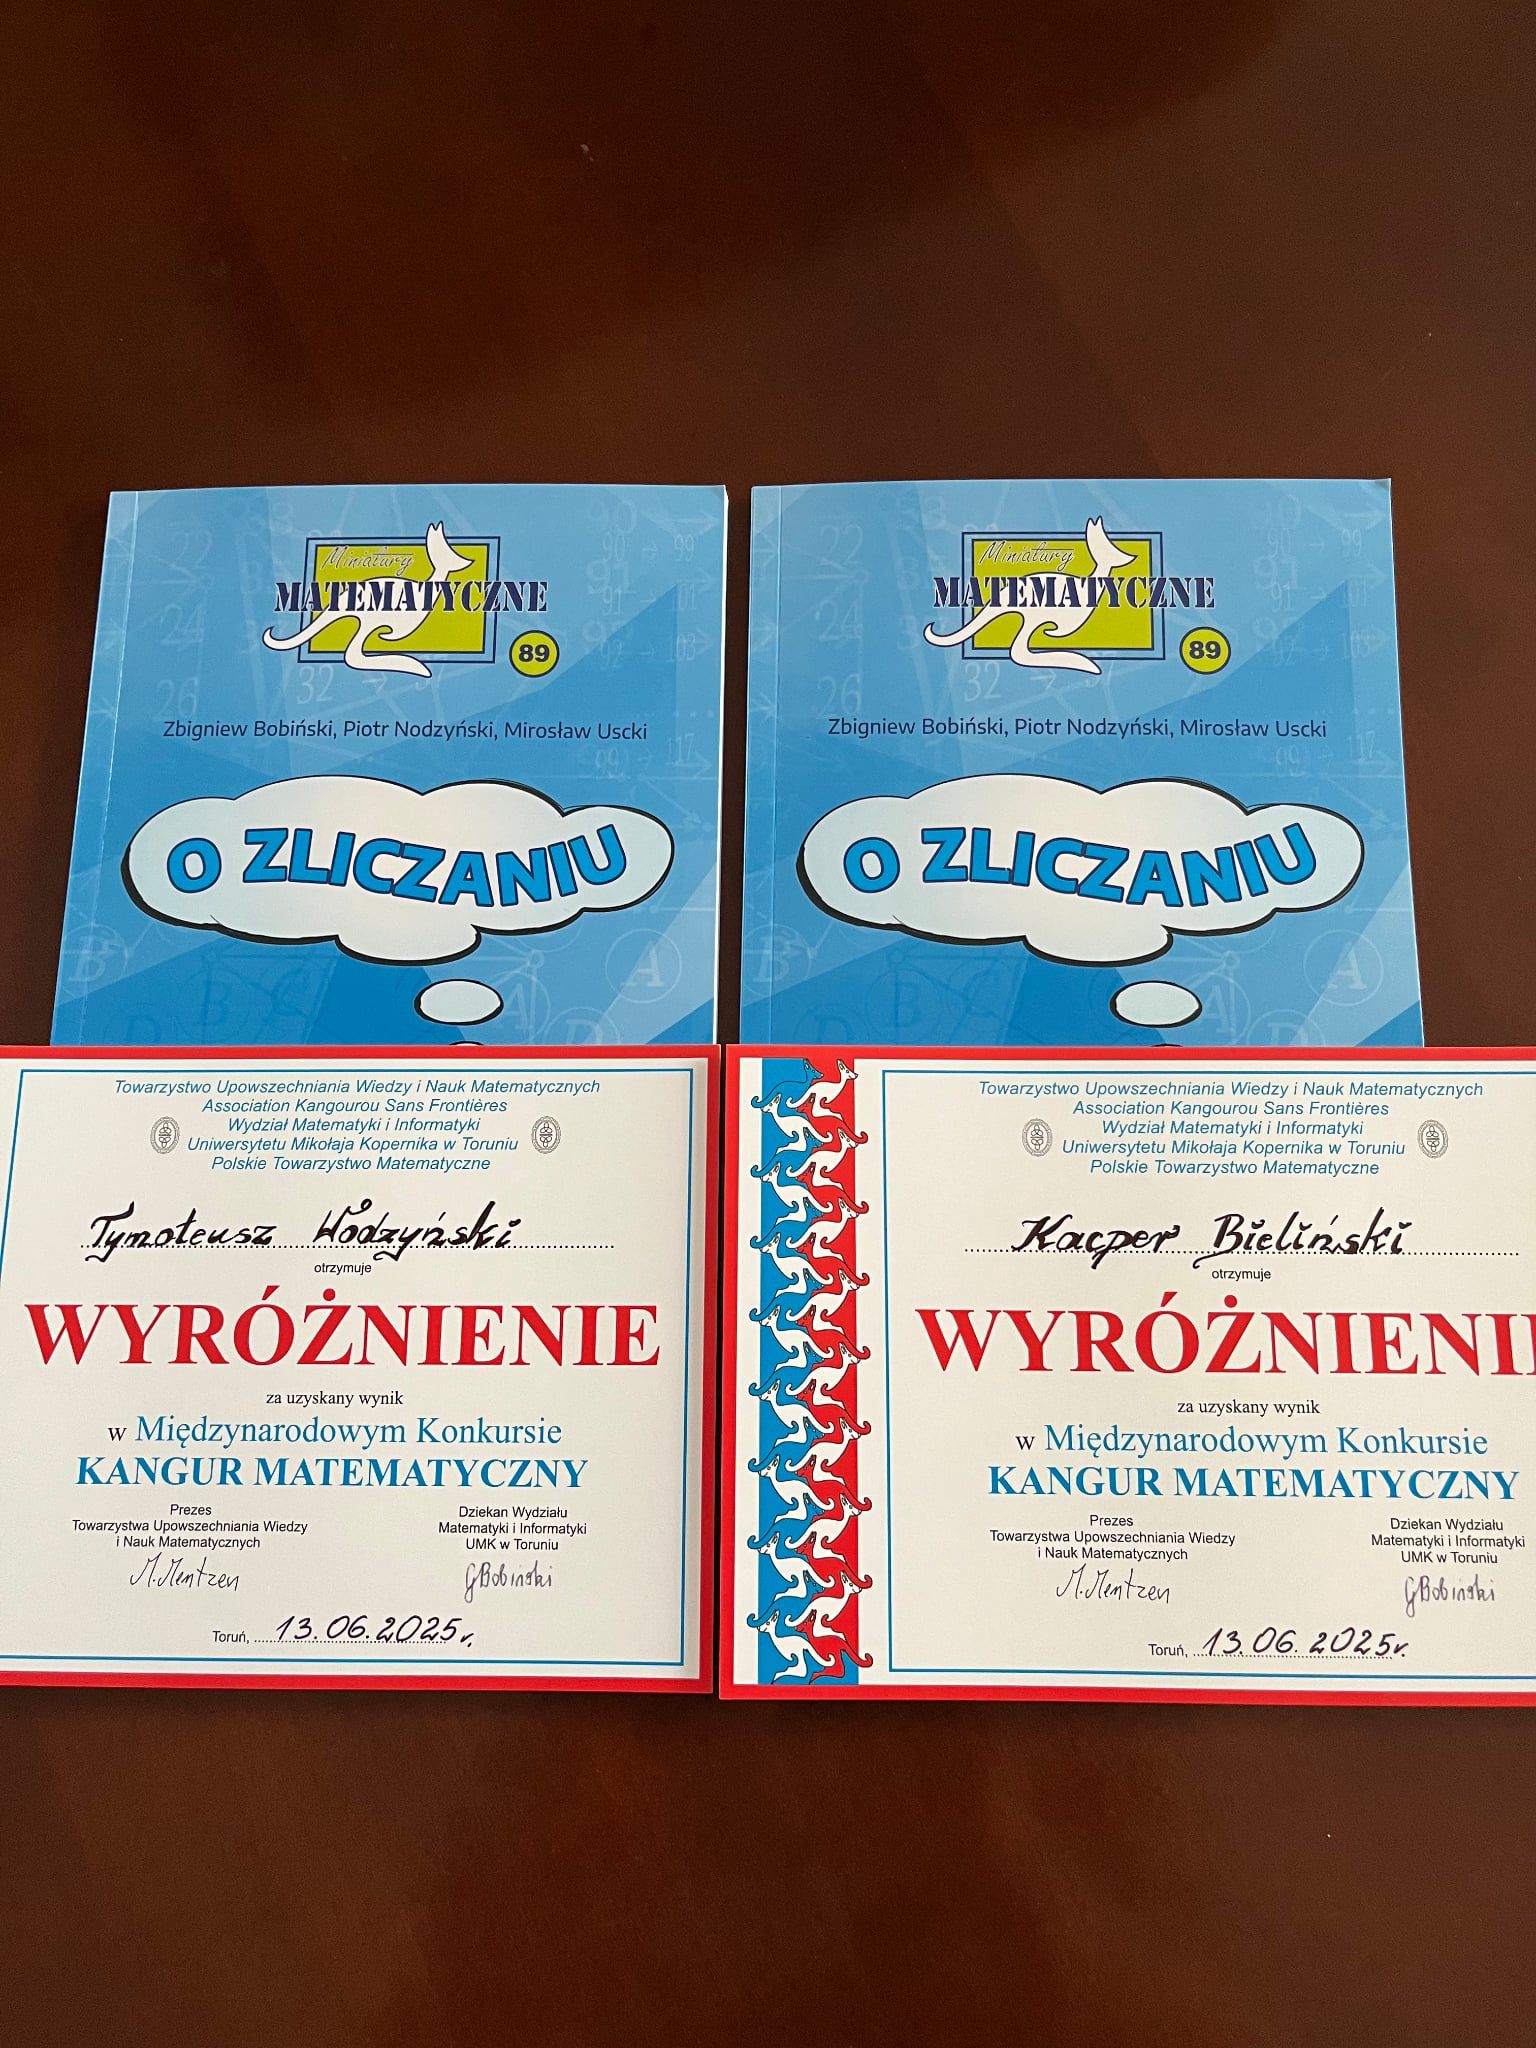 Miniatury
MATEMATYCZNE
89
Zbigniew Bobiński, Piotr Nodzyński, Mirosław Uscki
O ZLICZANIU
Miniatury
MATEMATYCZNE
89
Zbigniew Bobiński, Piotr Nodzyński, Mirosław Uscki
O ZLICZANIU
Towarzystwo Upowszechniania Wiedzy i Nauk Matematycznych
Association Kangourou Sans Frontières
Wydział Matematyki i Informatyki
Uniwersytetu Mikołaja Kopernika w Toruniu
Polskie Towarzystwo Matematyczne
Tymoteusz Wódzyński
otrzymuje
WYRÓŻNIENIE
za uzyskany wynik
w Międzynarodowym Konkursie
KANGUR MATEMATYCZNY
Prezes
Towarzystwa Upowszechniania Wiedzy
i Nauk Matematycznych
M.Mentzen
Dziekan Wydziału
Matematyki i Informatyki
UMK w Toruniu
GBobiński
Toruń, 13.06.2025r.
Towarzystwo Upowszechniania Wiedzy i Nauk Matematycznych
Association Kangourou Sans Frontières
Wydział Matematyki i Informatyki
Uniwersytetu Mikołaja Kopernika w Toruniu
Polskie Towarzystwo Matematyczne
Kacper Bieliński
otrzymuje
WYRÓŻNIENI
za uzyskany wynik
w Międzynarodowym Konkursie
KANGUR MATEMATYCZNY
Prezes
Towarzystwa Upowszechniania Wiedzy
i Nauk Matematycznych
M.Mentzen
Dziekan Wydziału
Matematyki i Informatyki
UMK w Toruniu
GBobiński
Toruń, 13.06.2025r.